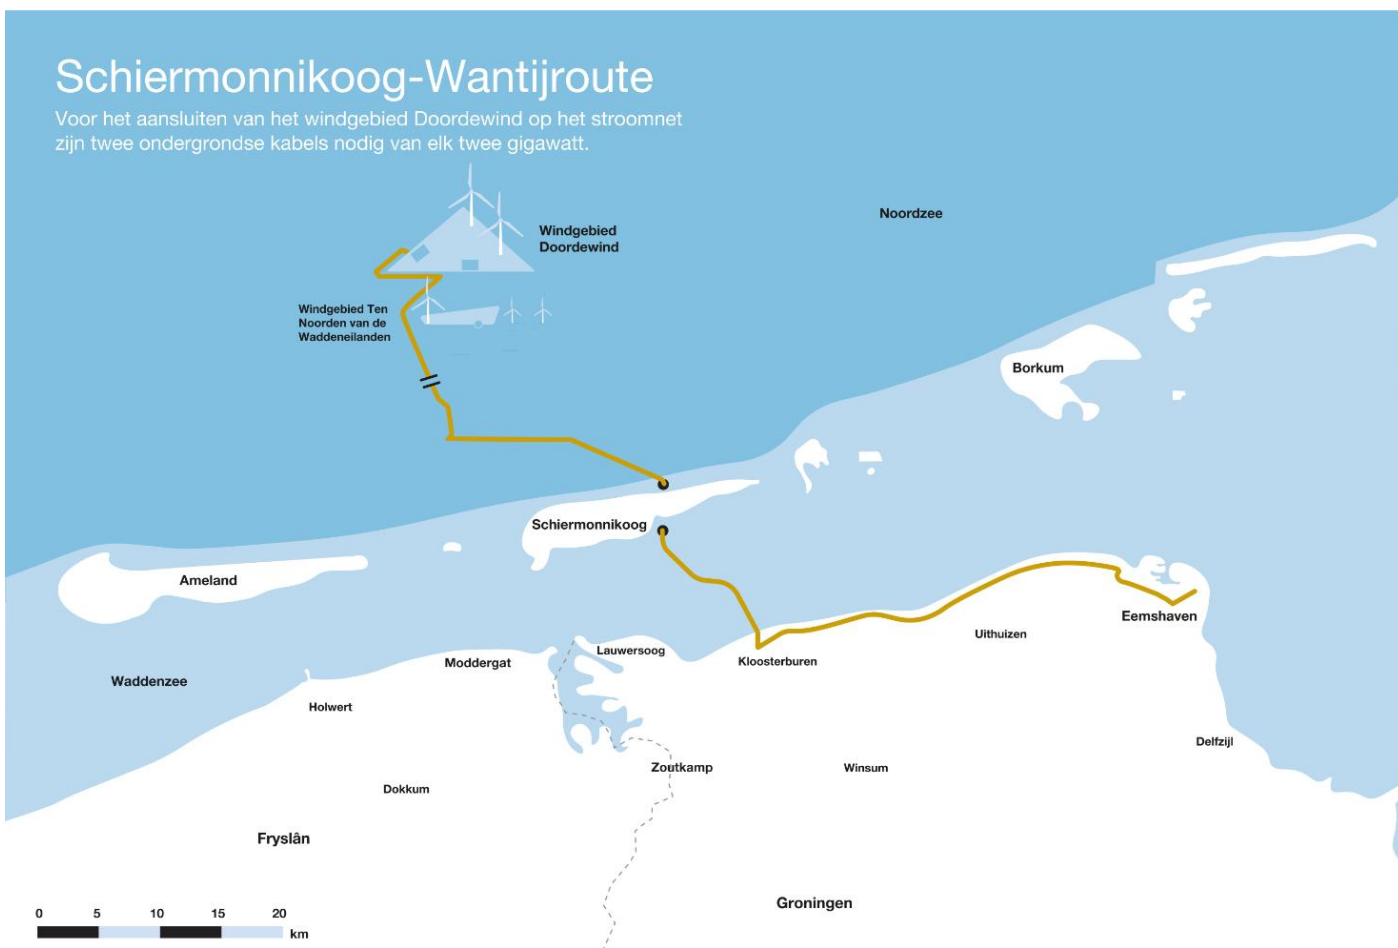 Schiermonnikoog-Wantijroute
Voor het aansluiten van het windgebied Doordewind op het stroomnet
zijn twee ondergrondse kabels nodig van elk twee gigawatt.
Noordzee
Windgebied
Doordewind
Windgebied Ten
Noorden van de
Waddeneilanden
Borkum
Schiermonnikoog
Ameland
Eemshaven
Uithuizen
Lauwersoog
Kloosterburen
Moddergat
Waddenzee
Holwert
Delfzijl
Zoutkamp
Winsum
Dokkum
Fryslân
Groningen
0 5 10 15 20
km